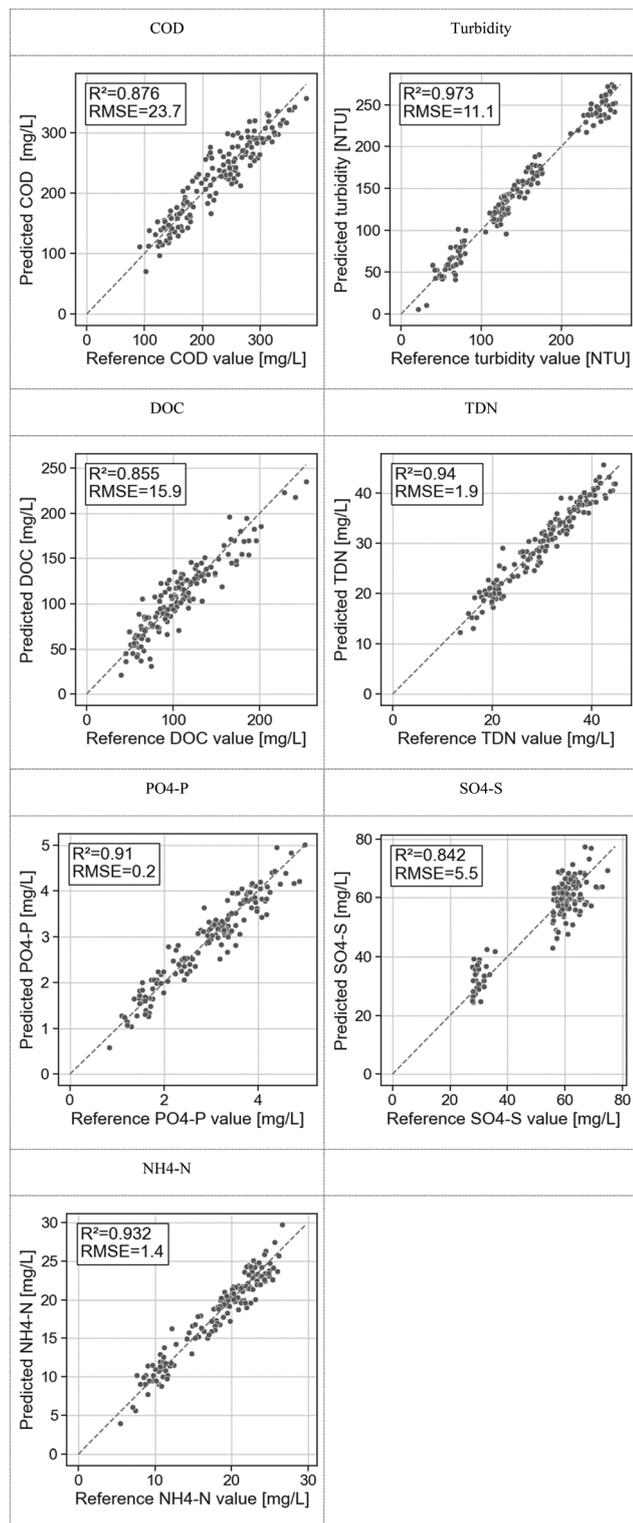 COD
Turbidity
R²=0.876
RMSE=23.7
Predicted COD [mg/L]
300
200
100
0
0 100 200 300
Reference COD value [mg/L]
R²=0.973
RMSE=11.1
Predicted turbidity [NTU]
250
200
150
100
50
0
0 100 200
Reference turbidity value [NTU]
DOC
TDN
R²=0.855
RMSE=15.9
Predicted DOC [mg/L]
250
200
150
100
50
0
0 100 200
Reference DOC value [mg/L]
R²=0.94
RMSE=1.9
Predicted TDN [mg/L]
40
30
20
10
0
0 20 40
Reference TDN value [mg/L]
PO4-P
SO4-S
R²=0.91
RMSE=0.2
Predicted PO4-P [mg/L]
5
4
3
2
1
0
0 2 4
Reference PO4-P value [mg/L]
R²=0.842
RMSE=5.5
Predicted SO4-S [mg/L]
80
60
40
20
0
0 20 40 60 80
Reference SO4-S value [mg/L]
NH4-N
R²=0.932
RMSE=1.4
Predicted NH4-N [mg/L]
30
25
20
15
10
5
0
0 10 20 30
Reference NH4-N value [mg/L]